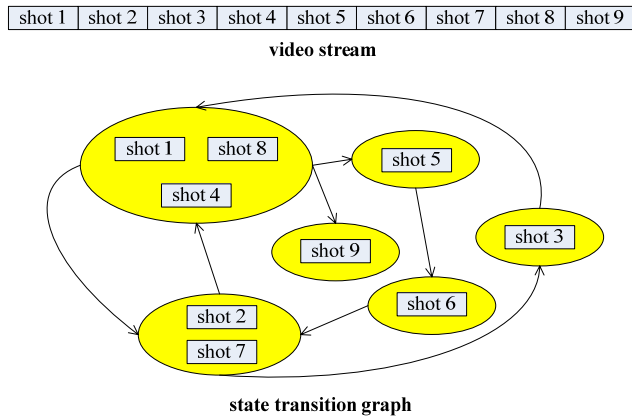 shot 1 shot 2 shot 3 shot 4 shot 5 shot 6 shot 7 shot 8 shot 9
video stream
shot 1 shot 8
shot 4
shot 5
shot 3
shot 9
shot 6
shot 2
shot 7
state transition graph